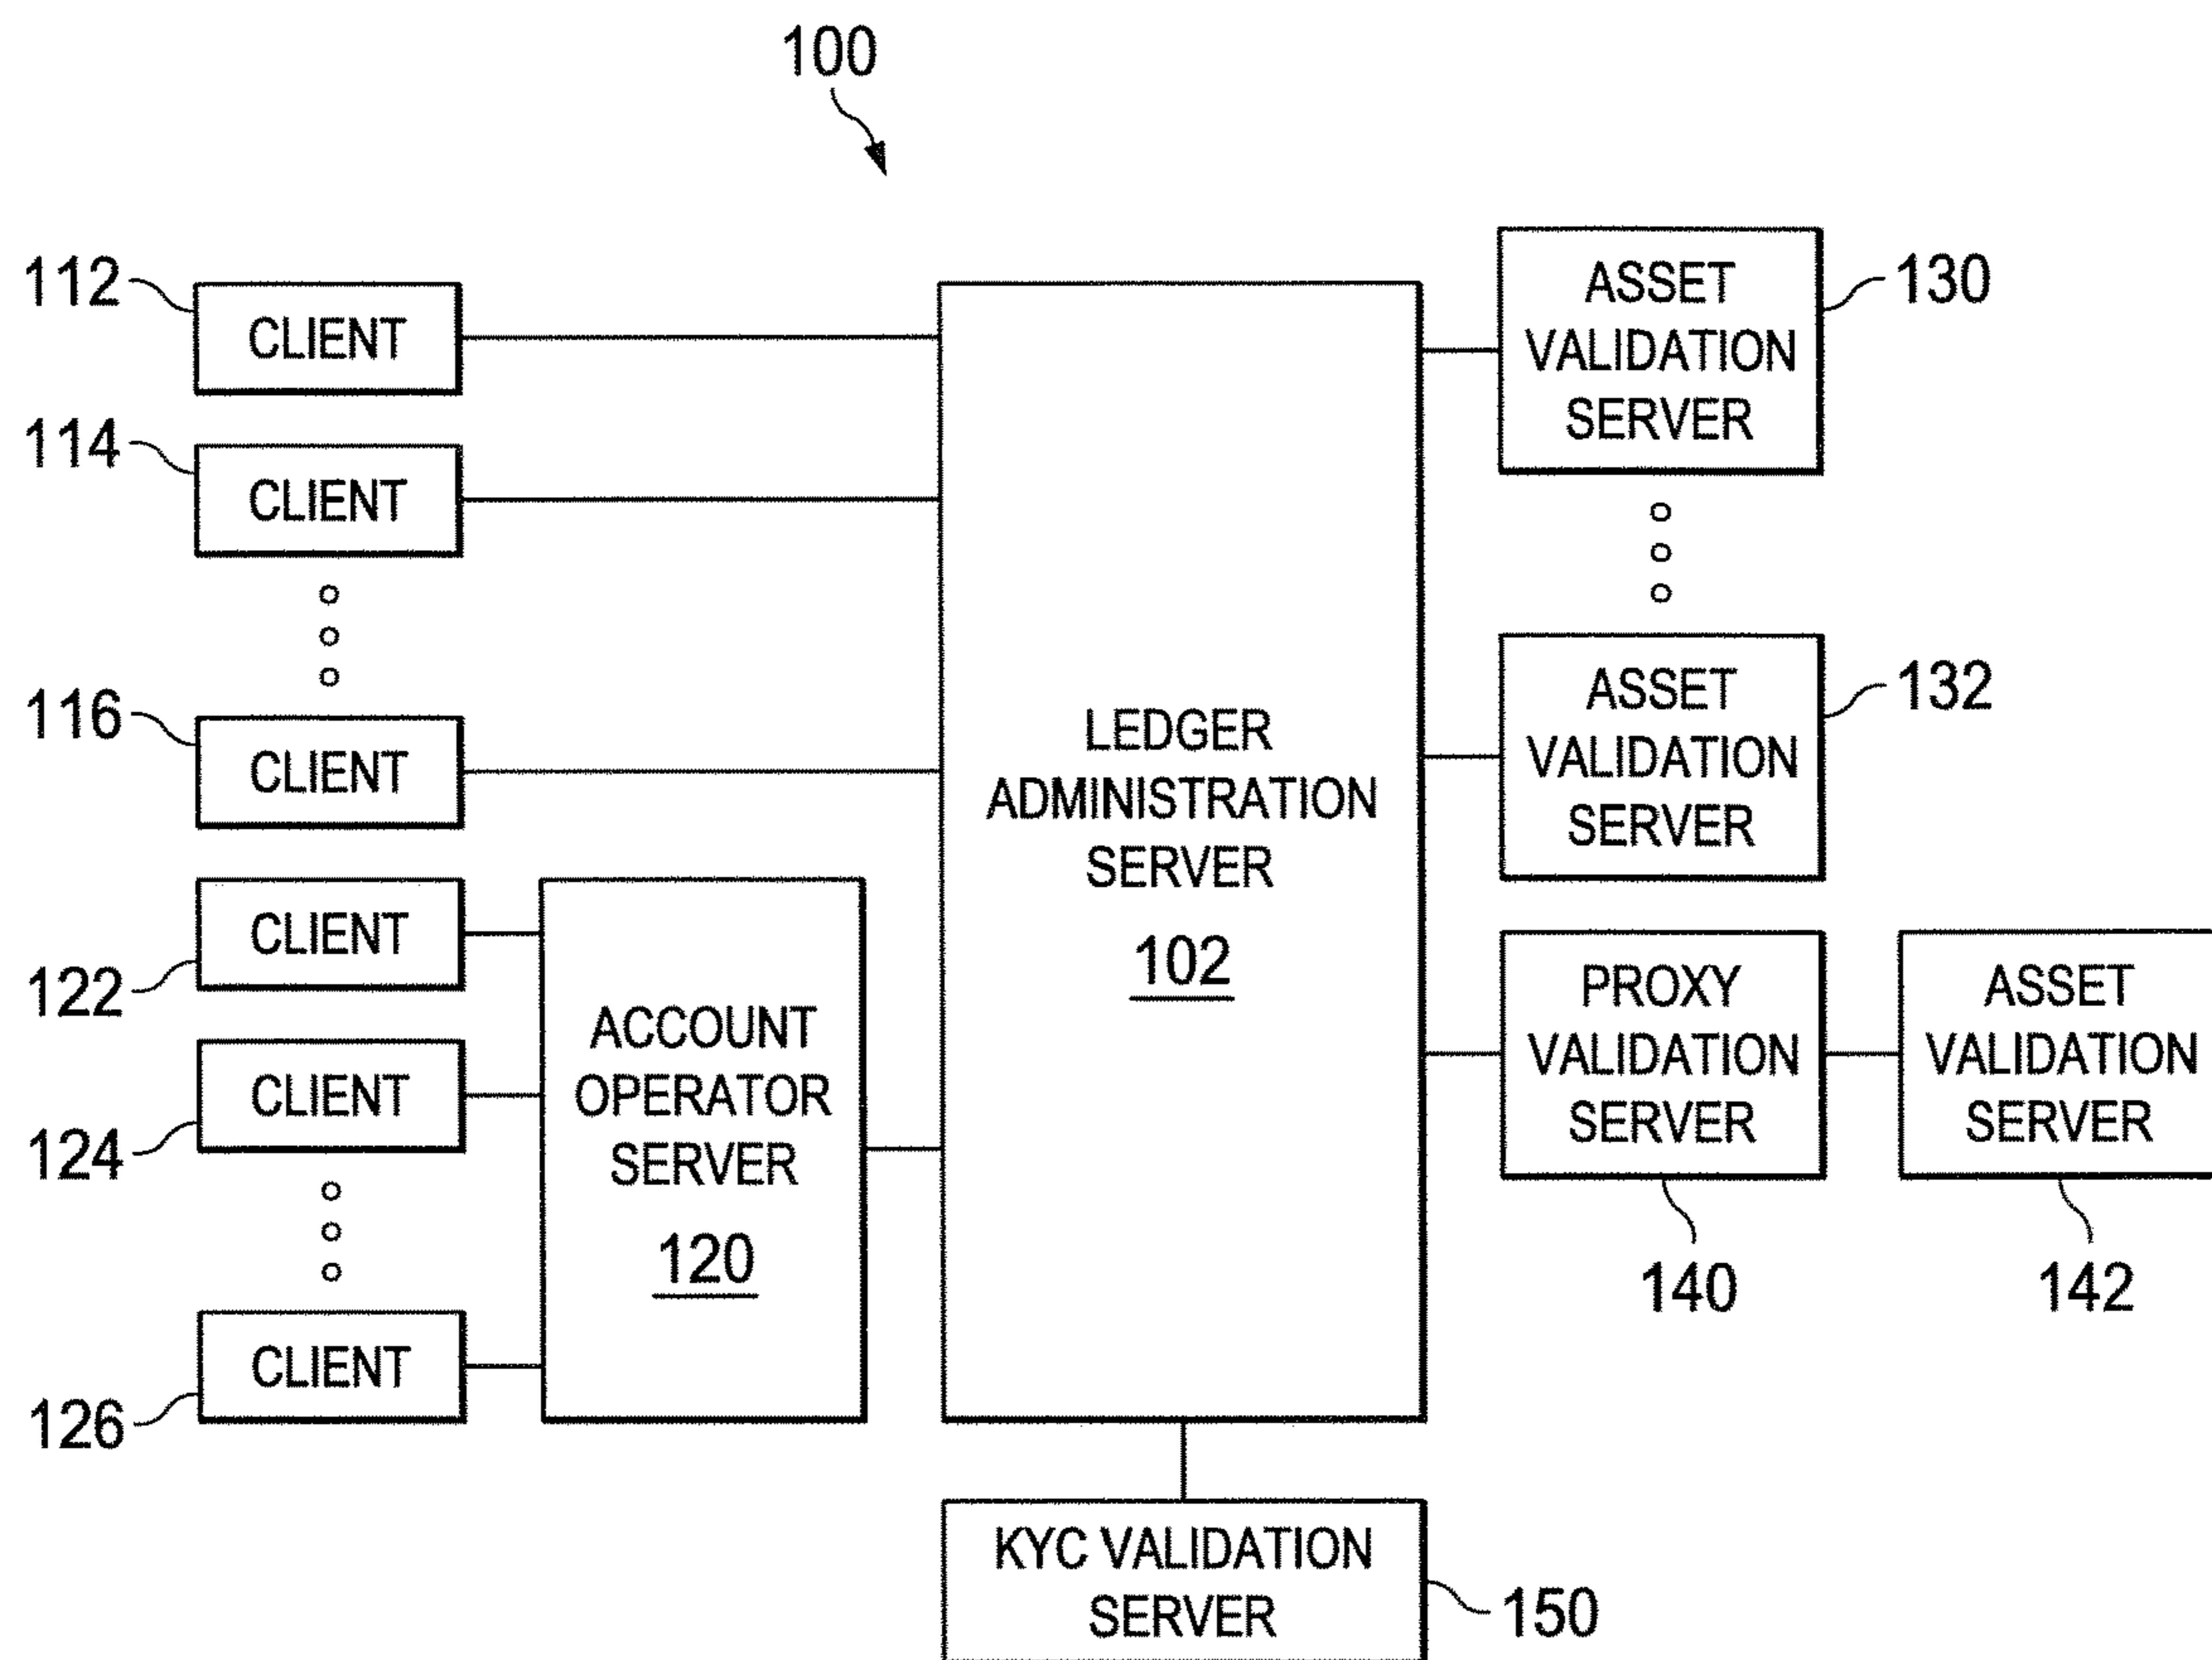 100
112
CLIENT
114
CLIENT
116
CLIENT
122
CLIENT
124
CLIENT
126
CLIENT
ACCOUNT
OPERATOR
SERVER
120
LEDGER
ADMINISTRATION
SERVER
102
ASSET
VALIDATION
SERVER
130
ASSET
VALIDATION
SERVER
132
PROXY
VALIDATION
SERVER
140
ASSET
VALIDATION
SERVER
142
KYC VALIDATION
SERVER
150